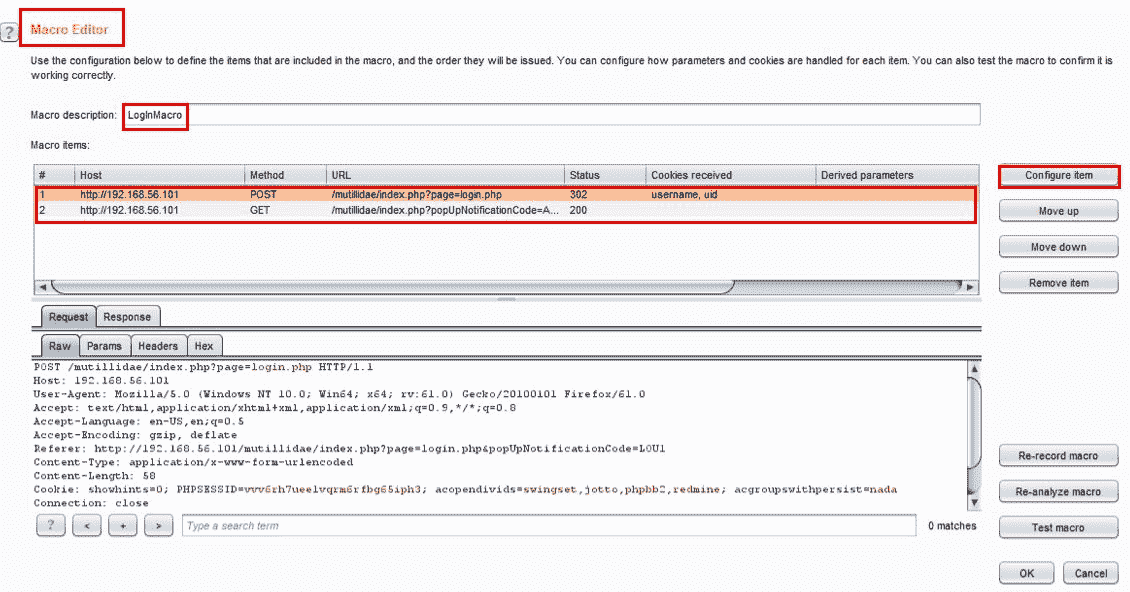 ?
Macro Editor
Use the configuration below to define the items that are included in the macro, and the order they will be issued. You can configure how parameters and cookies are handled for each item. You can also test the macro to confirm it is
working correctly.
Macro description: LogInMacro
Macro items:
# Host Method URL Status Cookies received Derived parameters
1 http://192.168.56.101 POST /mutillidae/index.php?page=login.php 302 username, uid
2 http://192.168.56.101 GET /mutillidae/index.php?popUpNotificationCode=A... 200
Configure item
Move up
Move down
Remove item
Request Response
Raw Params Headers Hex
POST /mutillidae/index.php?page=login.php HTTP/1.1
Host: 192.168.56.101
User-Agent: Mozilla/5.0 (Windows NT 10.0; Win64; x64; rv:61.0) Gecko/20100101 Firefox/61.0
Accept: text/html,application/xhtml+xml,application/xml;q=0.9,*/*;q=0.8
Accept-Language: en-US,en;q=0.5
Accept-Encoding: gzip, deflate
Referer: http://192.168.56.101/mutillidae/index.php?page=login.php&popUpNotificationCode=LOU1
Content-Type: application/x-www-form-urlencoded
Content-Length: 58
Cookie: showhints=0; PHPSESSID=vvv6rh7ueelvqrm6rfbg65iph3; acopendivids=swingset,jotto,phpbb2,redmine; acgroupswithpersist=nada
Connection: close
? < + > Type a search term 0 matches
Re-record macro
Re-analyze macro
Test macro
OK Cancel